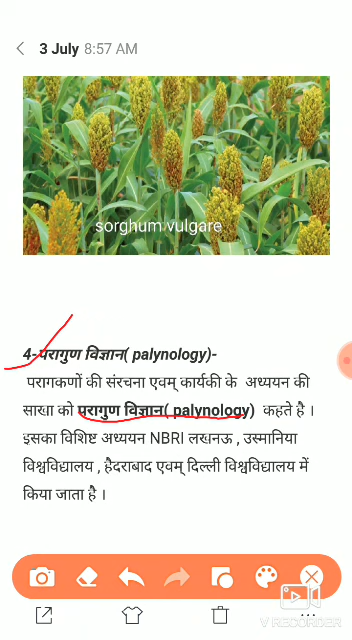 3 July 8:57 AM
sorghum vulgare
4-परागुण विज्ञान( palynology)-
परागकणों की संरचना एवम् कार्यकी के अध्ययन की
साखा को परागुण विज्ञान( palynology) कहते है ।
इसका विशिष्ट अध्ययन NBRI लखनऊ , उस्मानिया
विश्वविद्यालय , हैदराबाद एवम् दिल्ली विश्वविद्यालय में
किया जाता है ।
V RECORDER